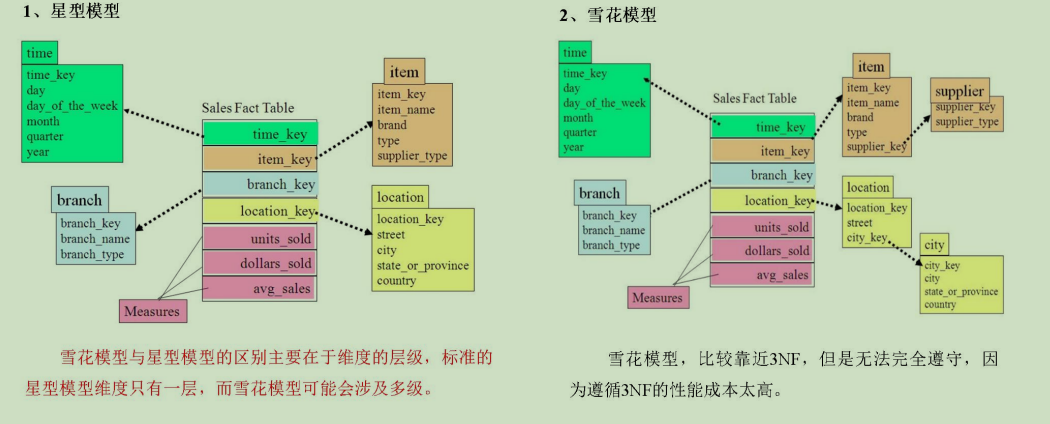 1、星型模型
time
time_key
day
day_of_the_week
month
quarter
year
Sales Fact Table
time_key
item_key
branch_key
location_key
units_sold
dollars_sold
avg_sales
item
item_key
item_name
brand
type
supplier_type
branch
branch_key
branch_name
branch_type
location
location_key
street
city
state_or_province
country
Measures
雪花模型与星型模型的区别主要在于维度的层级，标准的
星型模型维度只有一层，而雪花模型可能会涉及多级。
2、雪花模型
time
time_key
day
day_of_the_week
month
quarter
year
Sales Fact Table
time_key
item_key
branch_key
location_key
units_sold
dollars_sold
avg_sales
item
item_key
item_name
brand
type
supplier_key
supplier
supplier_key
supplier_type
branch
branch_key
branch_name
branch_type
location
location_key
street
city_key
city
city_key
city
state_or_province
country
Measures
雪花模型，比较靠近3NF，但是无法完全遵守，因
为遵循3NF的性能成本太高。